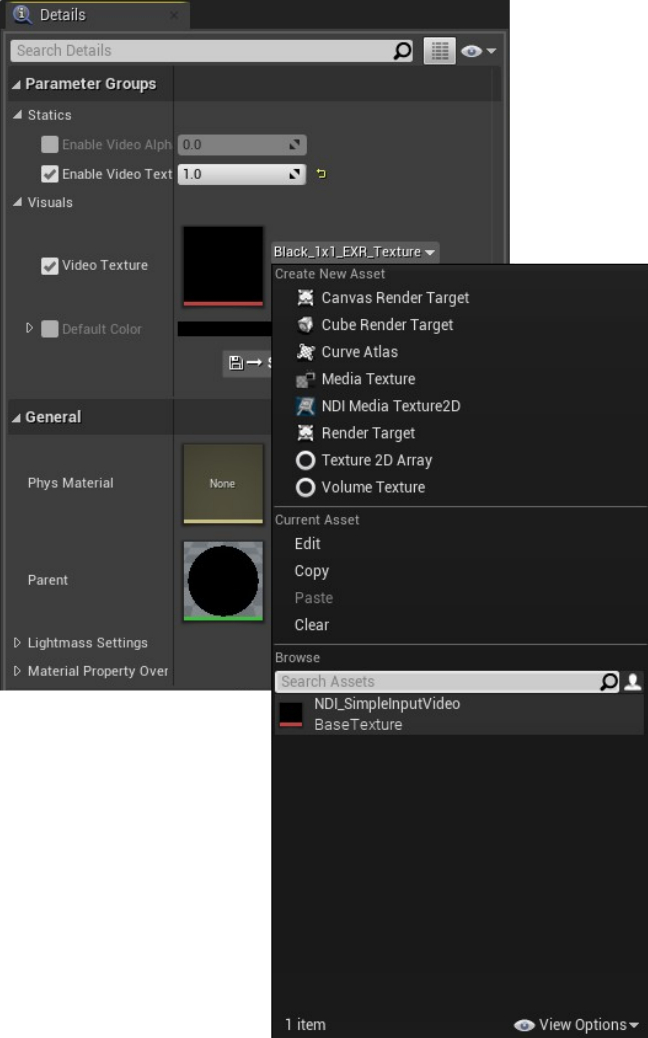 Details
Search Details
Parameter Groups
Statics
Enable Video Alph 0.0
Enable Video Text 1.0
Visuals
Video Texture
Black_1x1_EXR_Texture
Default Color
General
Phys Material
None
Parent
Lightmass Settings
Material Property Over
Create New Asset
Canvas Render Target
Cube Render Target
Curve Atlas
Media Texture
NDI Media Texture2D
Render Target
Texture 2D Array
Volume Texture
Current Asset
Edit
Copy
Paste
Clear
Browse
Search Assets
NDI_SimpleInputVideo
BaseTexture
1 item
View Options